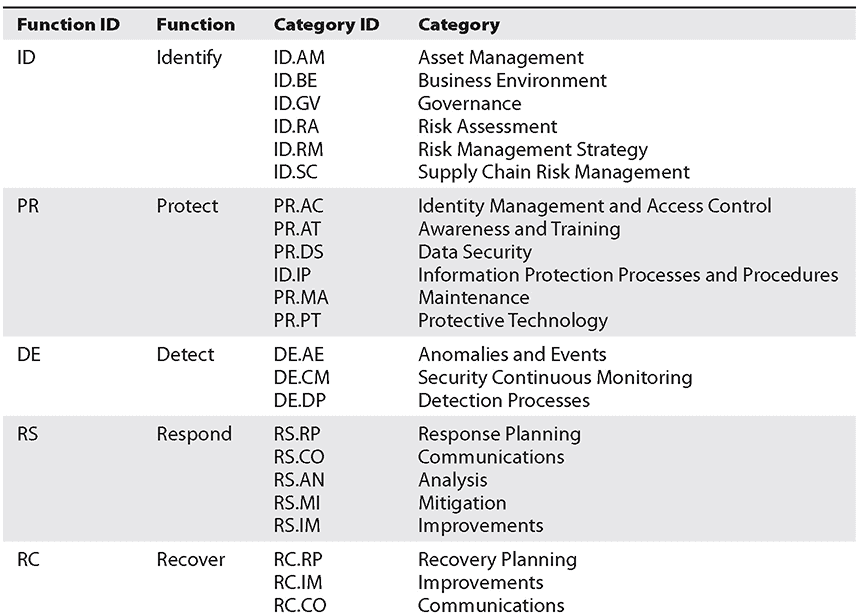 Function ID Function Category ID Category
ID Identify ID.AM Asset Management
ID.BE Business Environment
ID.GV Governance
ID.RA Risk Assessment
ID.RM Risk Management Strategy
ID.SC Supply Chain Risk Management
PR Protect PR.AC Identity Management and Access Control
PR.AT Awareness and Training
PR.DS Data Security
ID.IP Information Protection Processes and Procedures
PR.MA Maintenance
PR.PT Protective Technology
DE Detect DE.AE Anomalies and Events
DE.CM Security Continuous Monitoring
DE.DP Detection Processes
RS Respond RS.RP Response Planning
RS.CO Communications
RS.AN Analysis
RS.MI Mitigation
RS.IM Improvements
RC Recover RC.RP Recovery Planning
RC.IM Improvements
RC.CO Communications